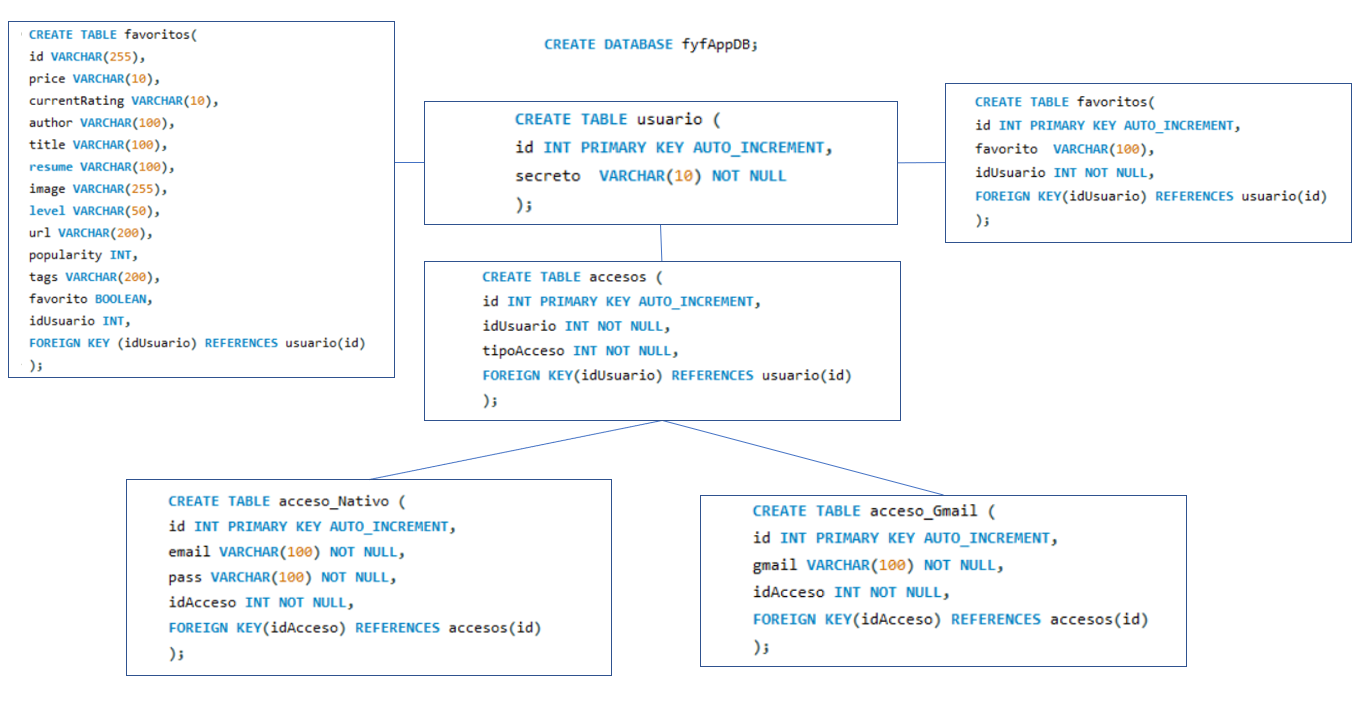 CREATE TABLE favoritos(
id VARCHAR(255),
price VARCHAR(10),
currentRating VARCHAR(10),
author VARCHAR(100),
title VARCHAR(100),
resume VARCHAR(100),
image VARCHAR(255),
level VARCHAR(50),
url VARCHAR(200),
popularity INT,
tags VARCHAR(200),
favorito BOOLEAN,
idUsuario INT,
FOREIGN KEY (idUsuario) REFERENCES usuario(id)
);
CREATE DATABASE fyfAppDB;
CREATE TABLE usuario (
id INT PRIMARY KEY AUTO_INCREMENT,
secreto VARCHAR(10) NOT NULL
);
CREATE TABLE favoritos(
id INT PRIMARY KEY AUTO_INCREMENT,
favorito VARCHAR(100),
idUsuario INT NOT NULL,
FOREIGN KEY(idUsuario) REFERENCES usuario(id)
);
CREATE TABLE accesos (
id INT PRIMARY KEY AUTO_INCREMENT,
idUsuario INT NOT NULL,
tipoAcceso INT NOT NULL,
FOREIGN KEY(idUsuario) REFERENCES usuario(id)
);
CREATE TABLE acceso_Nativo (
id INT PRIMARY KEY AUTO_INCREMENT,
email VARCHAR(100) NOT NULL,
pass VARCHAR(100) NOT NULL,
idAcceso INT NOT NULL,
FOREIGN KEY(idAcceso) REFERENCES accesos(id)
);
CREATE TABLE acceso_Gmail (
id INT PRIMARY KEY AUTO_INCREMENT,
gmail VARCHAR(100) NOT NULL,
idAcceso INT NOT NULL,
FOREIGN KEY(idAcceso) REFERENCES accesos(id)
);